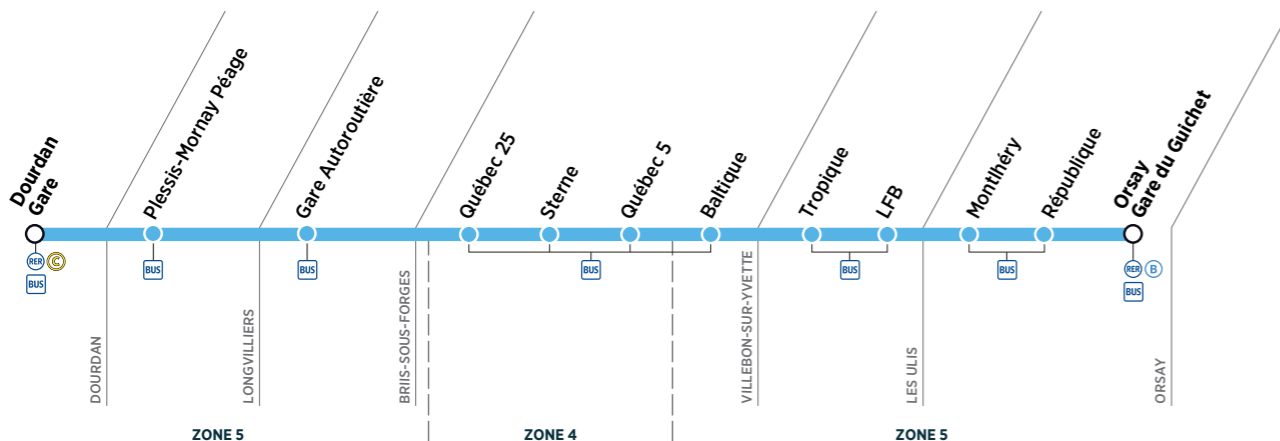 Dourdan
Gare
Plessis-Mornay Péage
Gare Autoroutière
Québec 25
Sterne
Québec 5
Baltique
Tropique
LFB
Montlhéry
République
Orsay
Gare du Guichet
RER C
BUS
BUS
BUS
BUS
BUS
BUS
RER B
BUS
DOURDAN
LONGVILLIERS
BRIIS-SOUS-FORGES
VILLEBON-SUR-YVETTE
LES ULIS
ORSAY
ZONE 5
ZONE 4
ZONE 5